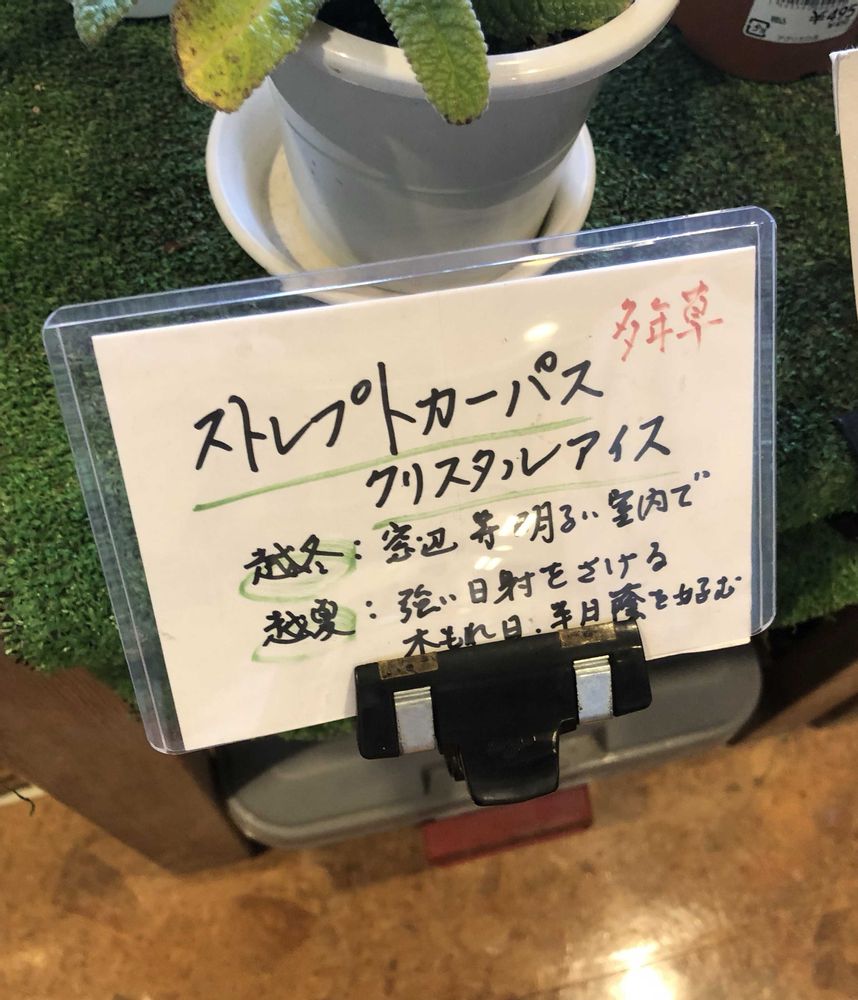 多年草
ストレプトカーパス
クリスタルアイス
越冬：窓辺等明るい室内で
越夏：強い日射をさける
木もれ日.半日蔭を好む